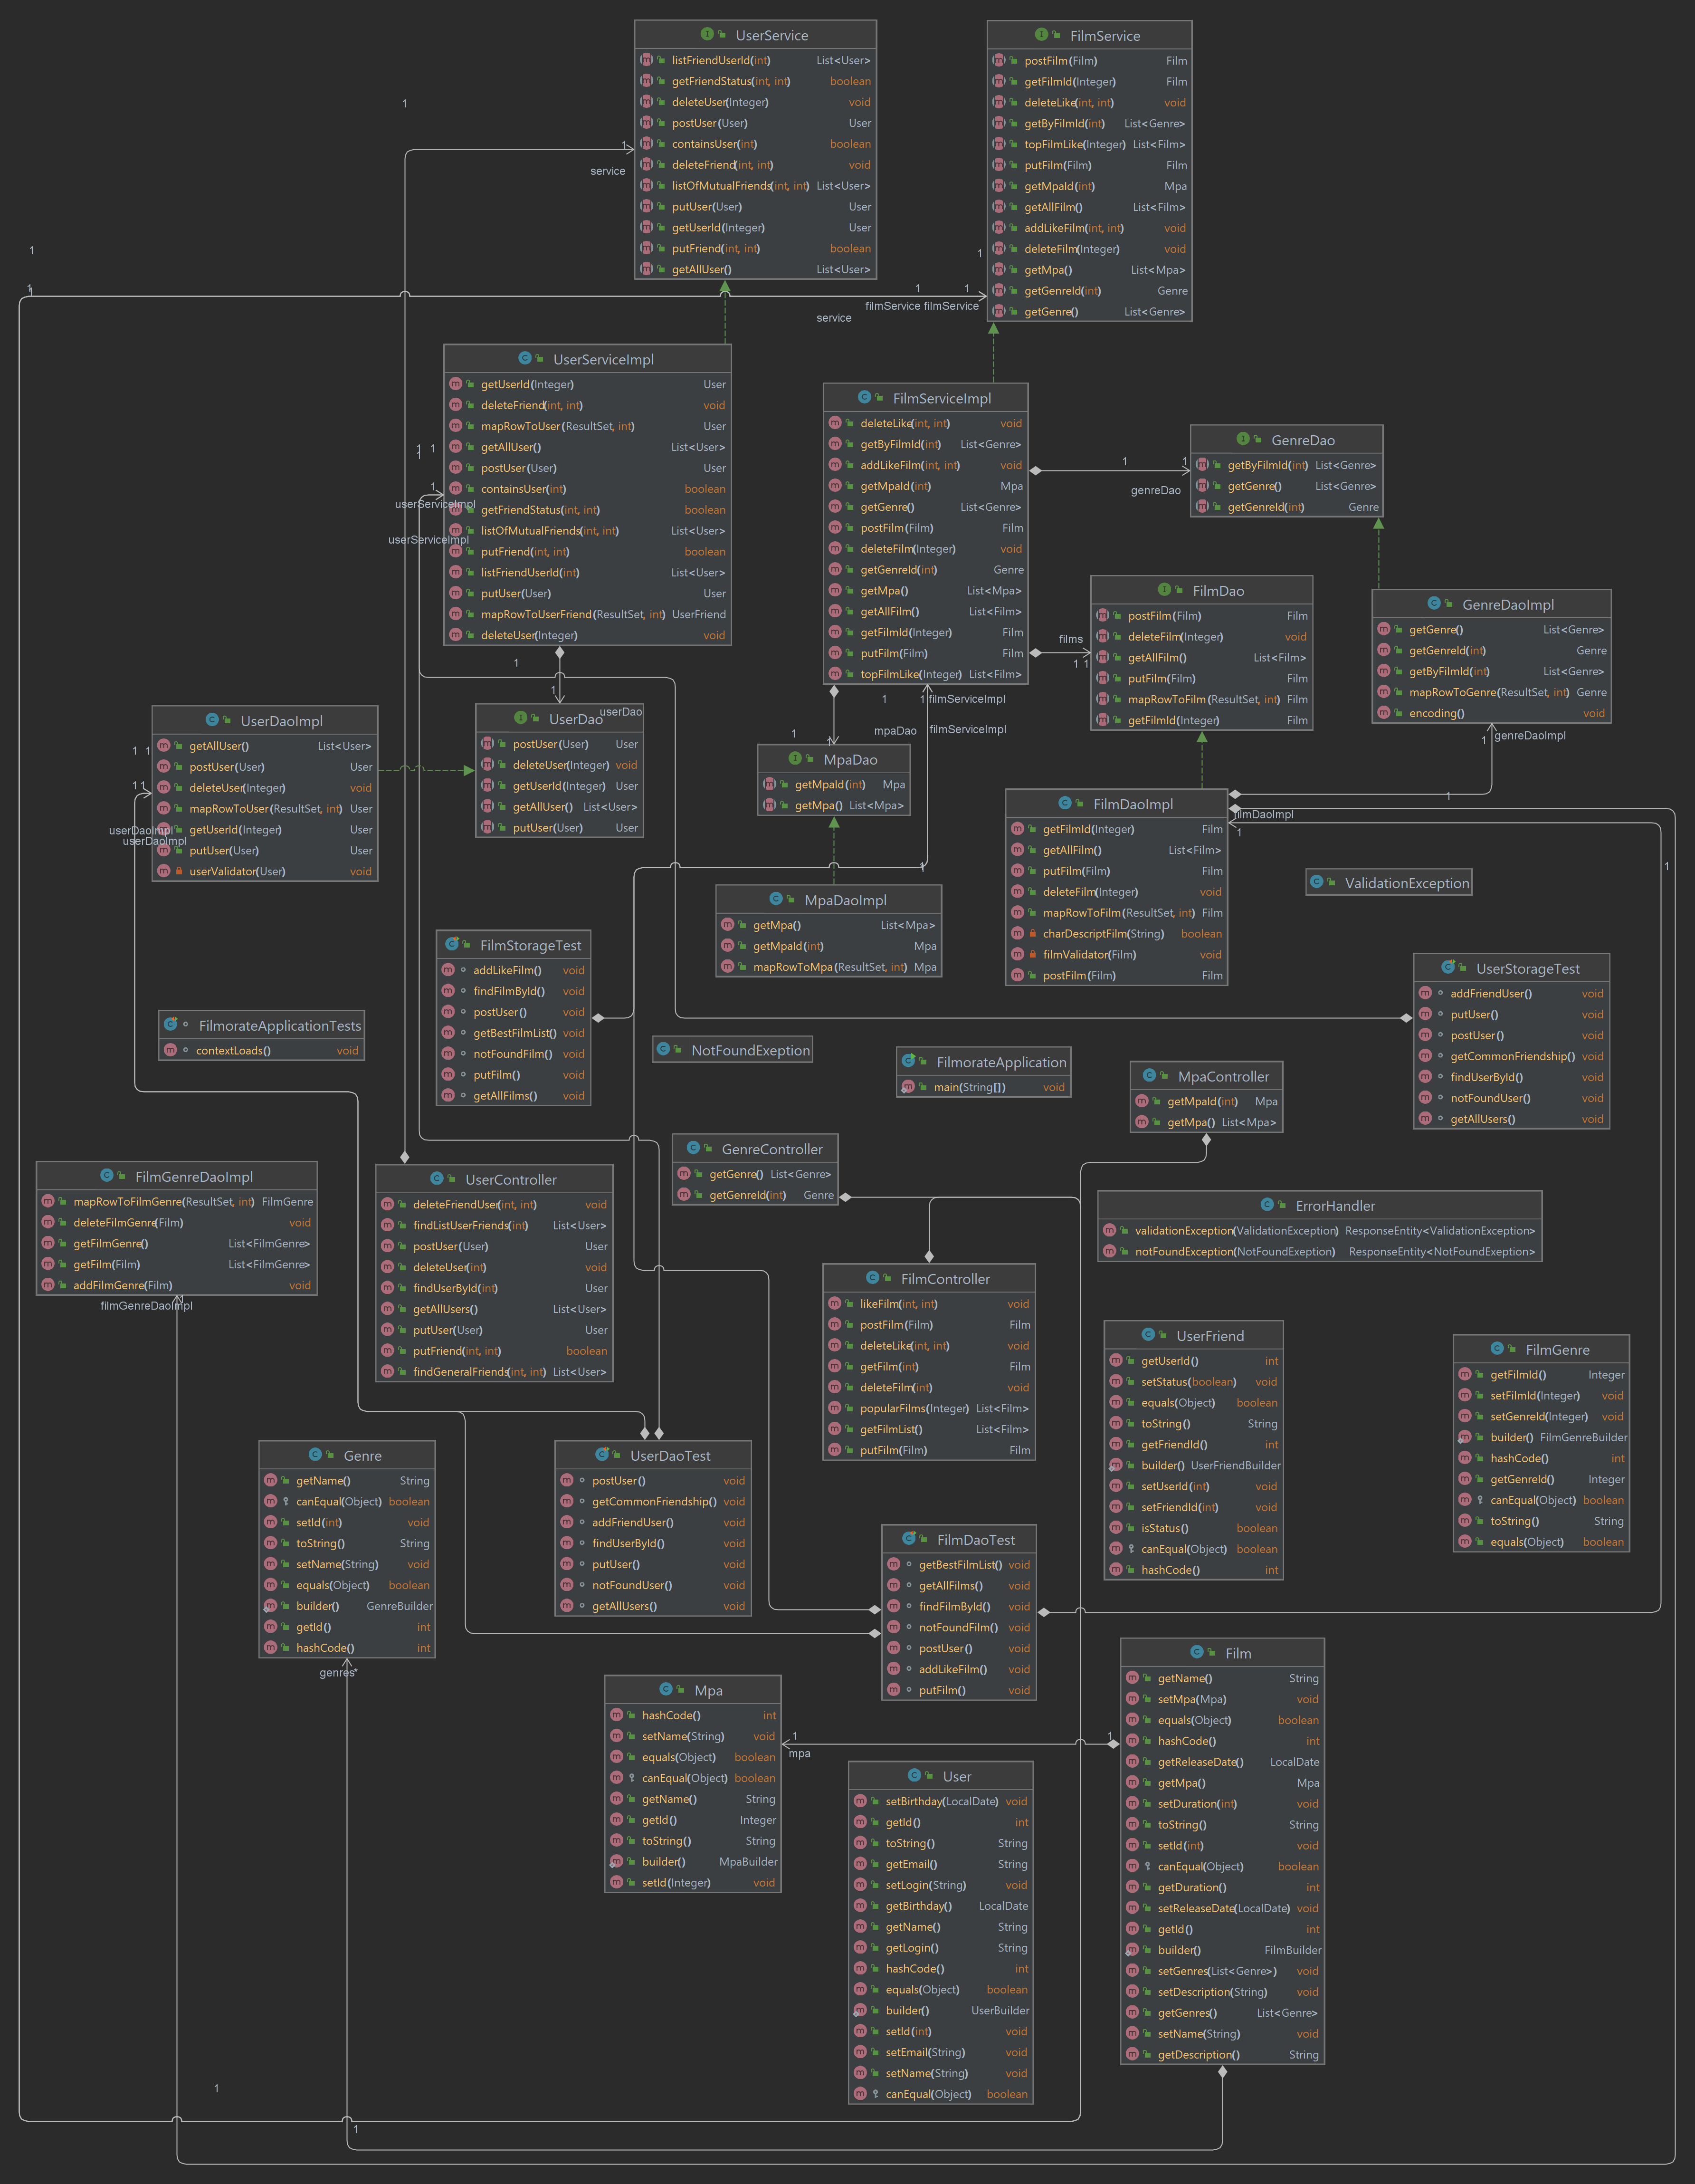 UserService
listFriendUserId(int) List<User>
getFriendStatus(int, int) boolean
deleteUser(Integer) void
postUser(User) User
containsUser(int) boolean
deleteFriend(int, int) void
listOfMutualFriends(int, int) List<User>
putUser(User) User
getUserId(Integer) User
putFriend(int, int) boolean
getAllUser() List<User>
FilmService
postFilm(Film) Film
getFilmId(Integer) Film
deleteLike(int, int) void
getByFilmId(int) List<Genre>
topFilmLike(Integer) List<Film>
putFilm(Film) Film
getMpaId(int) Mpa
getAllFilm() List<Film>
addLikeFilm(int, int) void
deleteFilm(Integer) void
getMpa() List<Mpa>
getGenreId(int) Genre
getGenre() List<Genre>
1
1
service
1
1
1
1
1
filmService filmService
service
UserServiceImpl
getUserId(Integer) User
deleteFriend(int, int) void
mapRowToUser(ResultSet, int) User
getAllUser() List<User>
postUser(User) User
containsUser(int) boolean
getFriendStatus(int, int) boolean
listOfMutualFriends(int, int) List<User>
putFriend(int, int) boolean
listFriendUserId(int) List<User>
putUser(User) User
mapRowToUserFriend(ResultSet, int) UserFriend
deleteUser(Integer) void
1 1
1
1
userServiceImpl
userServiceImpl
FilmServiceImpl
deleteLike(int, int) void
getByFilmId(int) List<Genre>
addLikeFilm(int, int) void
getMpaId(int) Mpa
getGenre() List<Genre>
postFilm(Film) Film
deleteFilm(Integer) void
getGenreId(int) Genre
getMpa() List<Mpa>
getAllFilm() List<Film>
getFilmId(Integer) Film
putFilm(Film) Film
topFilmLike(Integer) List<Film>
GenreDao
getByFilmId(int) List<Genre>
getGenre() List<Genre>
getGenreId(int) Genre
1 1
genreDao
FilmDao
postFilm(Film) Film
deleteFilm(Integer) void
getAllFilm() List<Film>
putFilm(Film) Film
mapRowToFilm(ResultSet, int) Film
getFilmId(Integer) Film
films
1 1
GenreDaoImpl
getGenre() List<Genre>
getGenreId(int) Genre
getByFilmId(int) List<Genre>
mapRowToGenre(ResultSet, int) Genre
encoding() void
1
genreDaoImpl
UserDaoImpl
getAllUser() List<User>
postUser(User) User
deleteUser(Integer) void
mapRowToUser(ResultSet, int) User
getUserId(Integer) User
putUser(User) User
userValidator(User) void
1 1
1 1
userDaoImpl
userDaoImpl
1
1
userDao
UserDao
postUser(User) User
deleteUser(Integer) void
getUserId(Integer) User
getAllUser() List<User>
putUser(User) User
1 1
filmServiceImpl
filmServiceImpl
mpaDao
1
1
MpaDao
getMpaId(int) Mpa
getMpa() List<Mpa>
FilmDaoImpl
getFilmId(Integer) Film
getAllFilm() List<Film>
putFilm(Film) Film
deleteFilm(Integer) void
mapRowToFilm(ResultSet, int) Film
charDescriptFilm(String) boolean
filmValidator(Film) void
postFilm(Film) Film
1
filmDaoImpl
1
1
1
ValidationException
MpaDaoImpl
getMpa() List<Mpa>
getMpaId(int) Mpa
mapRowToMpa(ResultSet, int) Mpa
FilmStorageTest
addLikeFilm() void
findFilmById() void
postUser() void
getBestFilmList() void
notFoundFilm() void
putFilm() void
getAllFilms() void
UserStorageTest
addFriendUser() void
putUser() void
postUser() void
getCommonFriendship() void
findUserById() void
notFoundUser() void
getAllUsers() void
FilmorateApplicationTests
contextLoads() void
NotFoundExeption
FilmorateApplication
main(String[]) void
MpaController
getMpaId(int) Mpa
getMpa() List<Mpa>
GenreController
getGenre() List<Genre>
getGenreId(int) Genre
FilmGenreDaoImpl
mapRowToFilmGenre(ResultSet, int) FilmGenre
deleteFilmGenre(Film) void
getFilmGenre() List<FilmGenre>
getFilm(Film) List<FilmGenre>
addFilmGenre(Film) void
1
filmGenreDaoImpl
UserController
deleteFriendUser(int, int) void
findListUserFriends(int) List<User>
postUser(User) User
deleteUser(int) void
findUserById(int) User
getAllUsers() List<User>
putUser(User) User
putFriend(int, int) boolean
findGeneralFriends(int, int) List<User>
ErrorHandler
validationException(ValidationException) ResponseEntity<ValidationException>
notFoundException(NotFoundExeption) ResponseEntity<NotFoundExeption>
FilmController
likeFilm(int, int) void
postFilm(Film) Film
deleteLike(int, int) void
getFilm(int) Film
deleteFilm(int) void
popularFilms(Integer) List<Film>
getFilmList() List<Film>
putFilm(Film) Film
UserFriend
getUserId() int
setStatus(boolean) void
equals(Object) boolean
toString() String
getFriendId() int
builder() UserFriendBuilder
setUserId(int) void
setFriendId(int) void
isStatus() boolean
canEqual(Object) boolean
hashCode() int
FilmGenre
getFilmId() Integer
setFilmId(Integer) void
setGenreId(Integer) void
builder() FilmGenreBuilder
hashCode() int
getGenreId() Integer
canEqual(Object) boolean
toString() String
equals(Object) boolean
Genre
getName() String
canEqual(Object) boolean
setId(int) void
toString() String
setName(String) void
equals(Object) boolean
builder() GenreBuilder
getId() int
hashCode() int
genres*
UserDaoTest
postUser() void
getCommonFriendship() void
addFriendUser() void
findUserById() void
putUser() void
notFoundUser() void
getAllUsers() void
FilmDaoTest
getBestFilmList() void
getAllFilms() void
findFilmById() void
notFoundFilm() void
postUser() void
addLikeFilm() void
putFilm() void
Film
getName() String
setMpa(Mpa) void
equals(Object) boolean
hashCode() int
getReleaseDate() LocalDate
getMpa() Mpa
setDuration(int) void
toString() String
setId(int) void
canEqual(Object) boolean
getDuration() int
setReleaseDate(LocalDate) void
getId() int
builder() FilmBuilder
setGenres(List<Genre>) void
setDescription(String) void
getGenres() List<Genre>
setName(String) void
getDescription() String
Mpa
hashCode() int
setName(String) void
equals(Object) boolean
canEqual(Object) boolean
getName() String
getId() Integer
toString() String
builder() MpaBuilder
setId(Integer) void
1 1
mpa
User
setBirthday(LocalDate) void
getId() int
toString() String
getEmail() String
setLogin(String) void
getBirthday() LocalDate
getName() String
getLogin() String
hashCode() int
equals(Object) boolean
builder() UserBuilder
setId(int) void
setEmail(String) void
setName(String) void
canEqual(Object) boolean
1
1